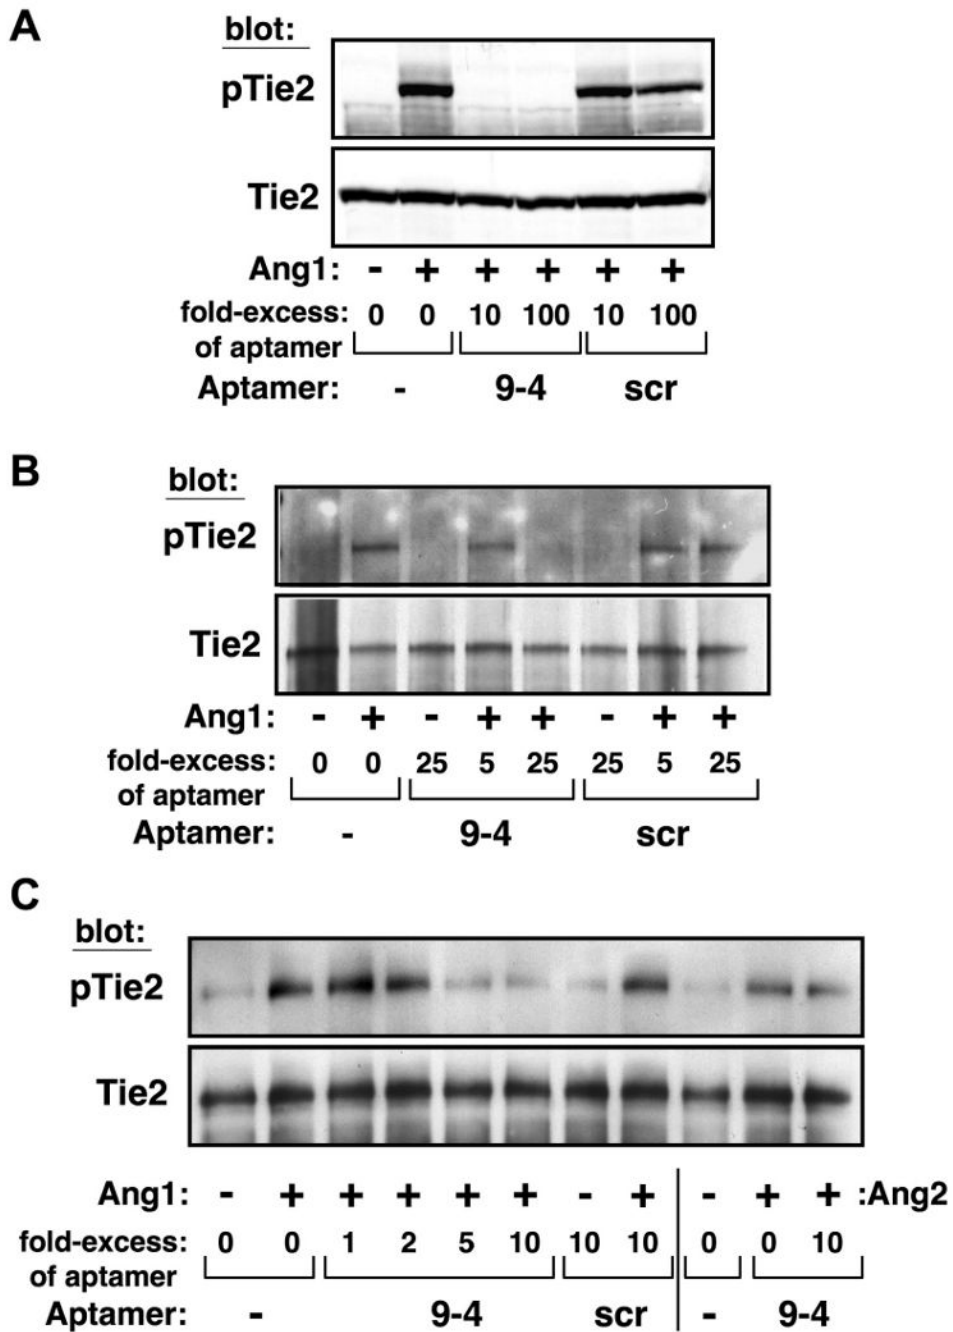 A
blot:
pTie2
Tie2
Ang1: - + + + + +
fold-excess: 0 0 10 100 10 100
of aptamer
Aptamer: - 9-4 scr
B
blot:
pTie2
Tie2
Ang1: - + - + + - + +
fold-excess: 0 0 25 5 25 25 5 25
of aptamer
Aptamer: - 9-4 scr
C
blot:
pTie2
Tie2
Ang1: - + + + + + - + - + + :Ang2
fold-excess: 0 0 1 2 5 10 10 10 0 0 10
of aptamer
Aptamer: - 9-4 scr - 9-4